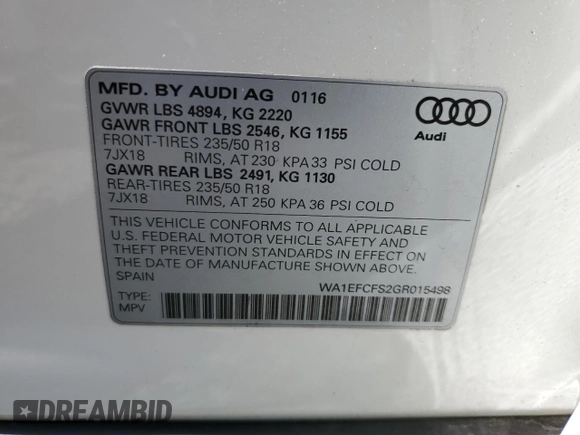 MFD. BY AUDI AG 0116
GVWR LBS 4894, KG 2220
GAWR FRONT LBS 2546, KG 1155
FRONT-TIRES 235/50 R18
7JX18 RIMS, AT 230 KPA 33 PSI COLD
GAWR REAR LBS 2491, KG 1130
REAR-TIRES 235/50 R18
7JX18 RIMS, AT 250 KPA 36 PSI COLD
Audi
THIS VEHICLE CONFORMS TO ALL APPLICABLE
U.S. FEDERAL MOTOR VEHICLE SAFETY AND
THEFT PREVENTION STANDARDS IN EFFECT ON
THE DATE OF MANUFACTURE SHOWN ABOVE.
SPAIN
WA1EFCFS2GR015498
TYPE:
MPV
DREAMBID